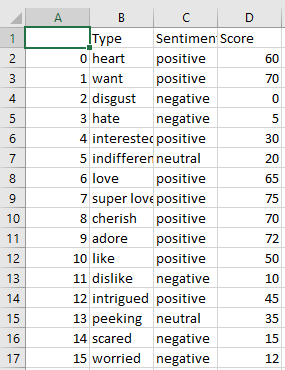 A B C D
1 Type Sentiment Score
2 0 heart positive 60
3 1 want positive 70
4 2 disgust negative 0
5 3 hate negative 5
6 4 interested positive 30
7 5 indifferen neutral 20
8 6 love positive 65
9 7 super love positive 75
10 8 cherish positive 70
11 9 adore positive 72
12 10 like positive 50
13 11 dislike negative 10
14 12 intrigued positive 45
15 13 peeking neutral 35
16 14 scared negative 15
17 15 worried negative 12